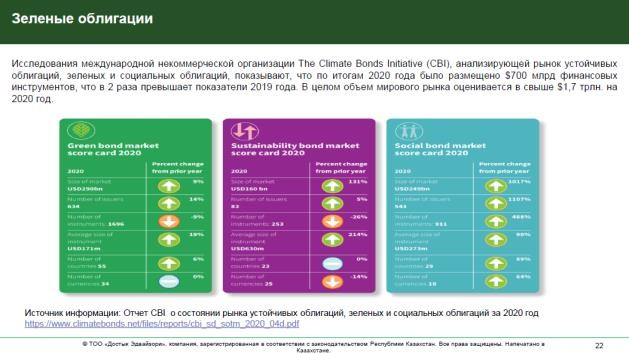 Зеленые облигации
Исследования международной некоммерческой организации The Climate Bonds Initiative (CBI), анализирующей рынок устойчивых
облигаций, зеленых и социальных облигаций, показывают, что по итогам 2020 года было размещено $700 млрд финансовых
инструментов, что в 2 раза превышает показатели 2019 года. В целом объем мирового рынка оценивается в свыше $1,7 трлн. на
2020 год.
Green bond market
score card 2020
2020
Percent change
from prior year
Size of market
USD290bn
9%
Number of issuers
634
14%
Number of
instruments: 1696
-9%
Average size of
instrument
USD171m
19%
Number of
countries 55
6%
Number of
currencies 34
0%
Sustainability bond market
score card 2020
2020
Percent change
from prior year
Size of market
USD160 bn
131%
Number of issuers
82
5%
Number of
instruments: 253
-26%
Average size of
instrument
USD630m
214%
Number of
countries 23
0%
Number of
currencies 25
-14%
Social bond market
score card 2020
2020
Percent change
from prior year
Size of market
USD249bn
1017%
Number of issuers
543
1107%
Number of
instruments: 911
488%
Average size of
instrument
USD273m
90%
Number of
countries 29
Number of
currencies 18
64%
Источник информации: Отчет CBI о состоянии рынка устойчивых облигаций, зеленых и социальных облигаций за 2020 год
https://www.climatebonds.net/files/reports/cbi_sd_sotm_2020_04d.pdf
© ТОО «Достык Эдвайзори», компания, зарегистрированная в соответствии с законодательством Республики Казахстан. Все права защищены. Напечатано в
Казахстане.
22